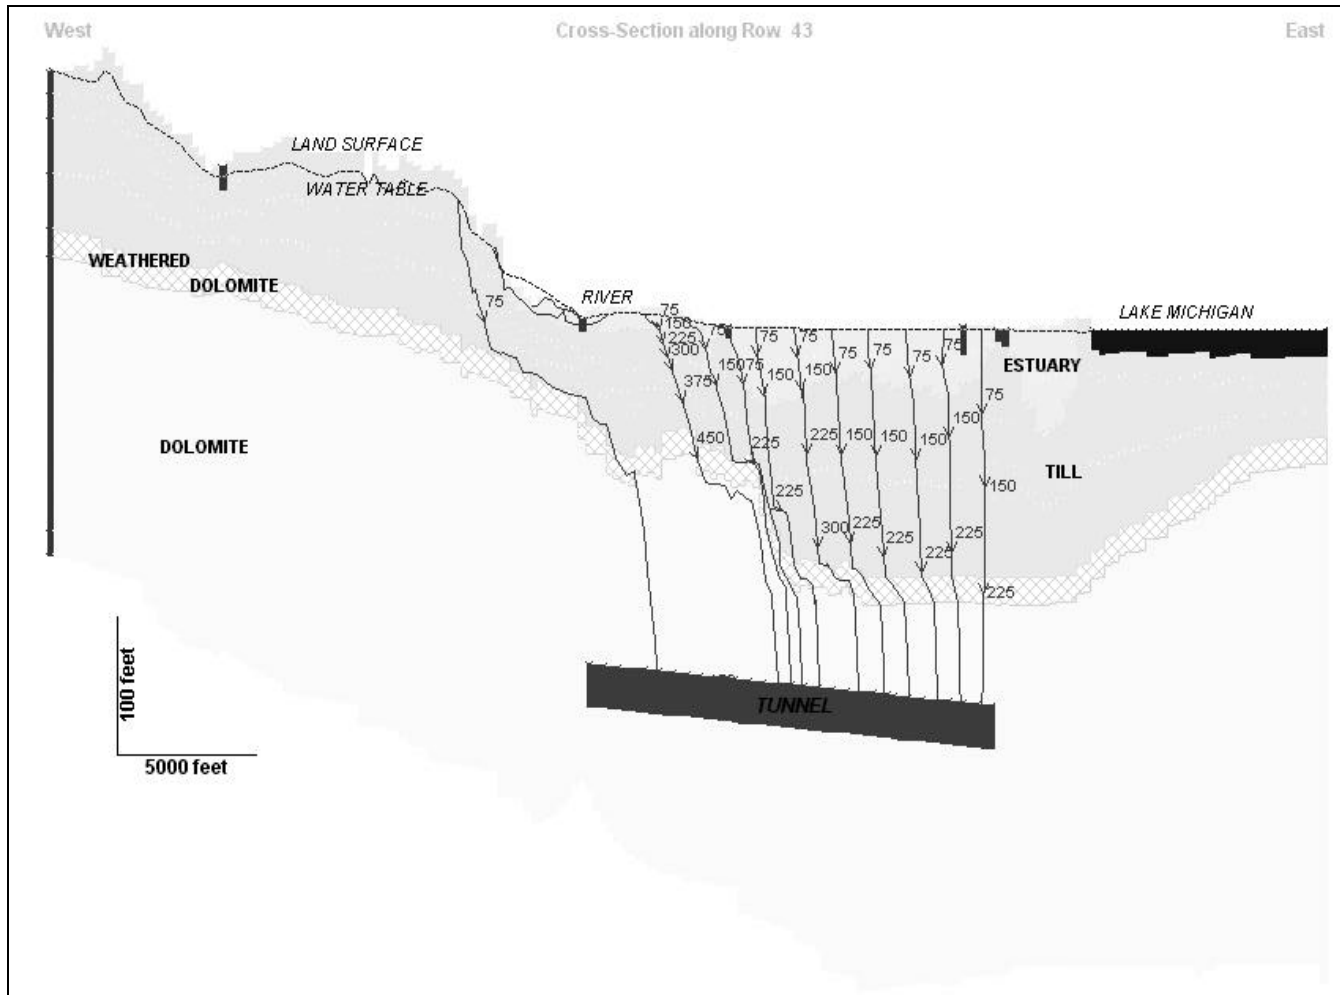 West Cross-Section along Row 43 East
LAND SURFACE
WATER TABLE
WEATHERED
DOLOMITE
RIVER
LAKE MICHIGAN
ESTUARY
75
75
150
225
300
75
75
75
75
75
75
75
375
150
75
150
150
75
450
225
225
150
150
150
150
TILL
DOLOMITE
225
150
300
225
225
225
225
225
100 feet
5000 feet
TUNNEL